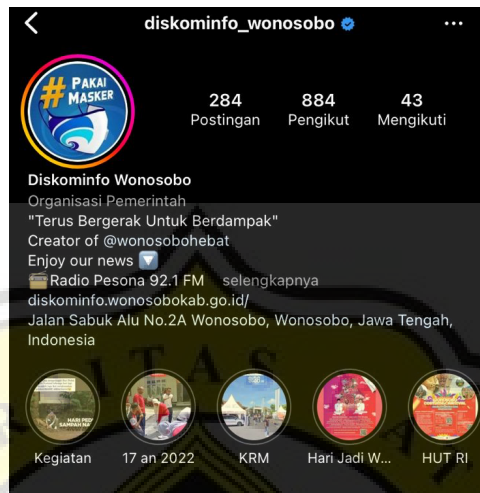 diskominfo_wonosobo
# PAKAI
MASKER
284 884 43
Postingan Pengikut Mengikuti
Diskominfo Wonosobo
Organisasi Pemerintah
"Terus Bergerak Untuk Berdampak"
Creator of @wonosobohebat
Enjoy our news
Radio Pesona 92.1 FM selengkapnya
diskominfo.wonosobokab.go.id/
Jalan Sabuk Alu No.2A Wonosobo, Wonosobo, Jawa Tengah,
Indonesia
Kegiatan 17 an 2022 KRM Hari Jadi W... HUT RI